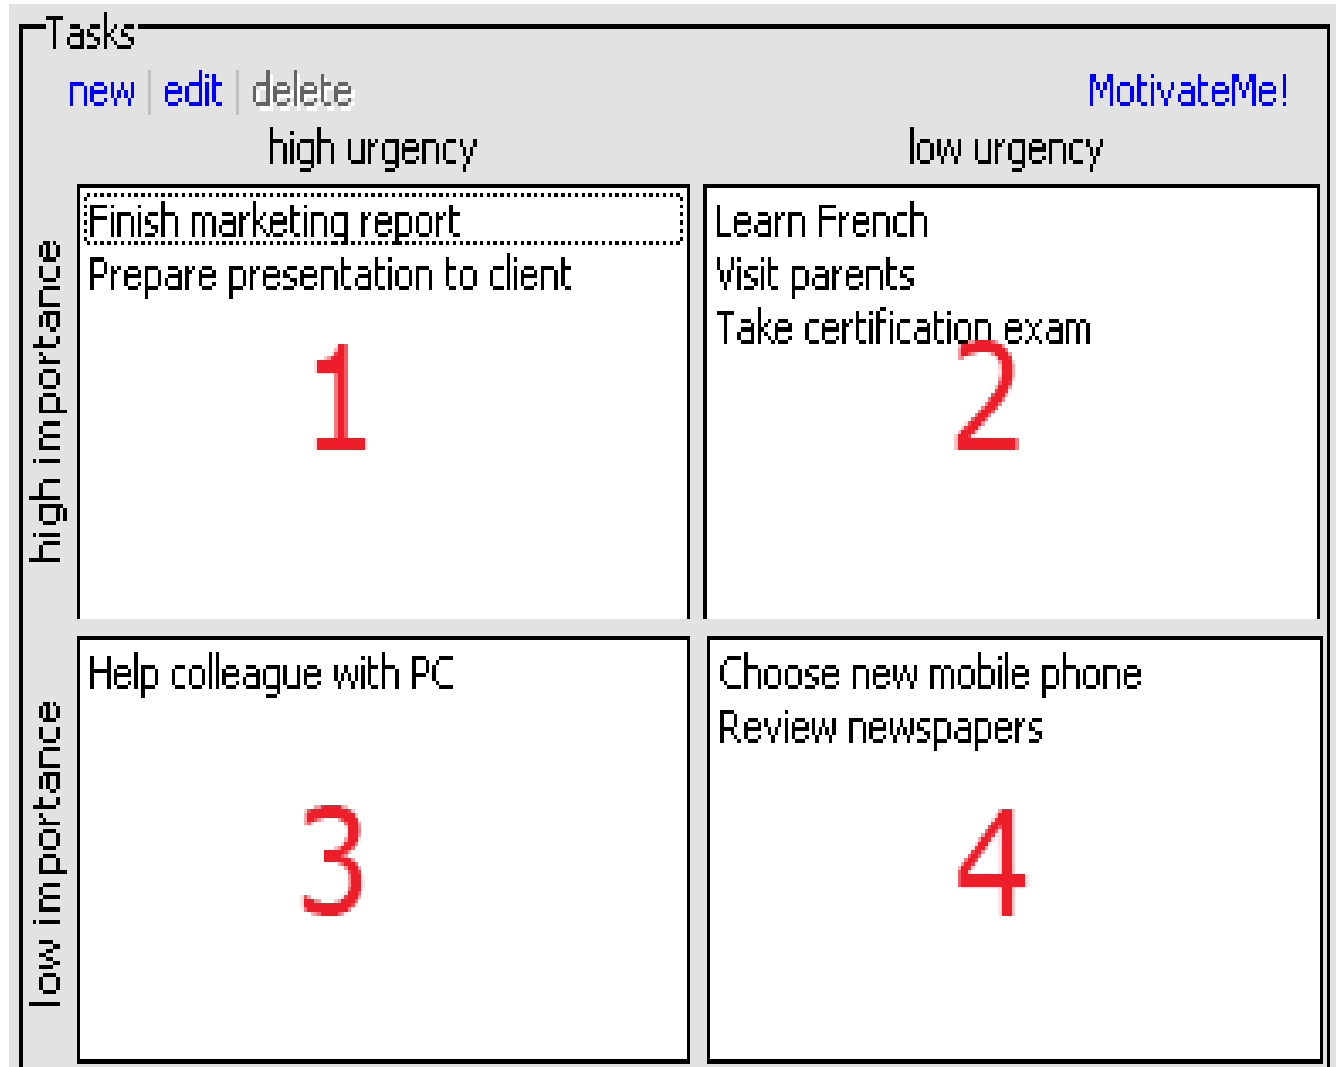 Tasks
new | edit | delete
MotivateMe!
high urgency
low urgency
high importance
Finish marketing report
Prepare presentation to client
1
Learn French
Visit parents
Take certification exam
2
low importance
Help colleague with PC
3
Choose new mobile phone
Review newspapers
4